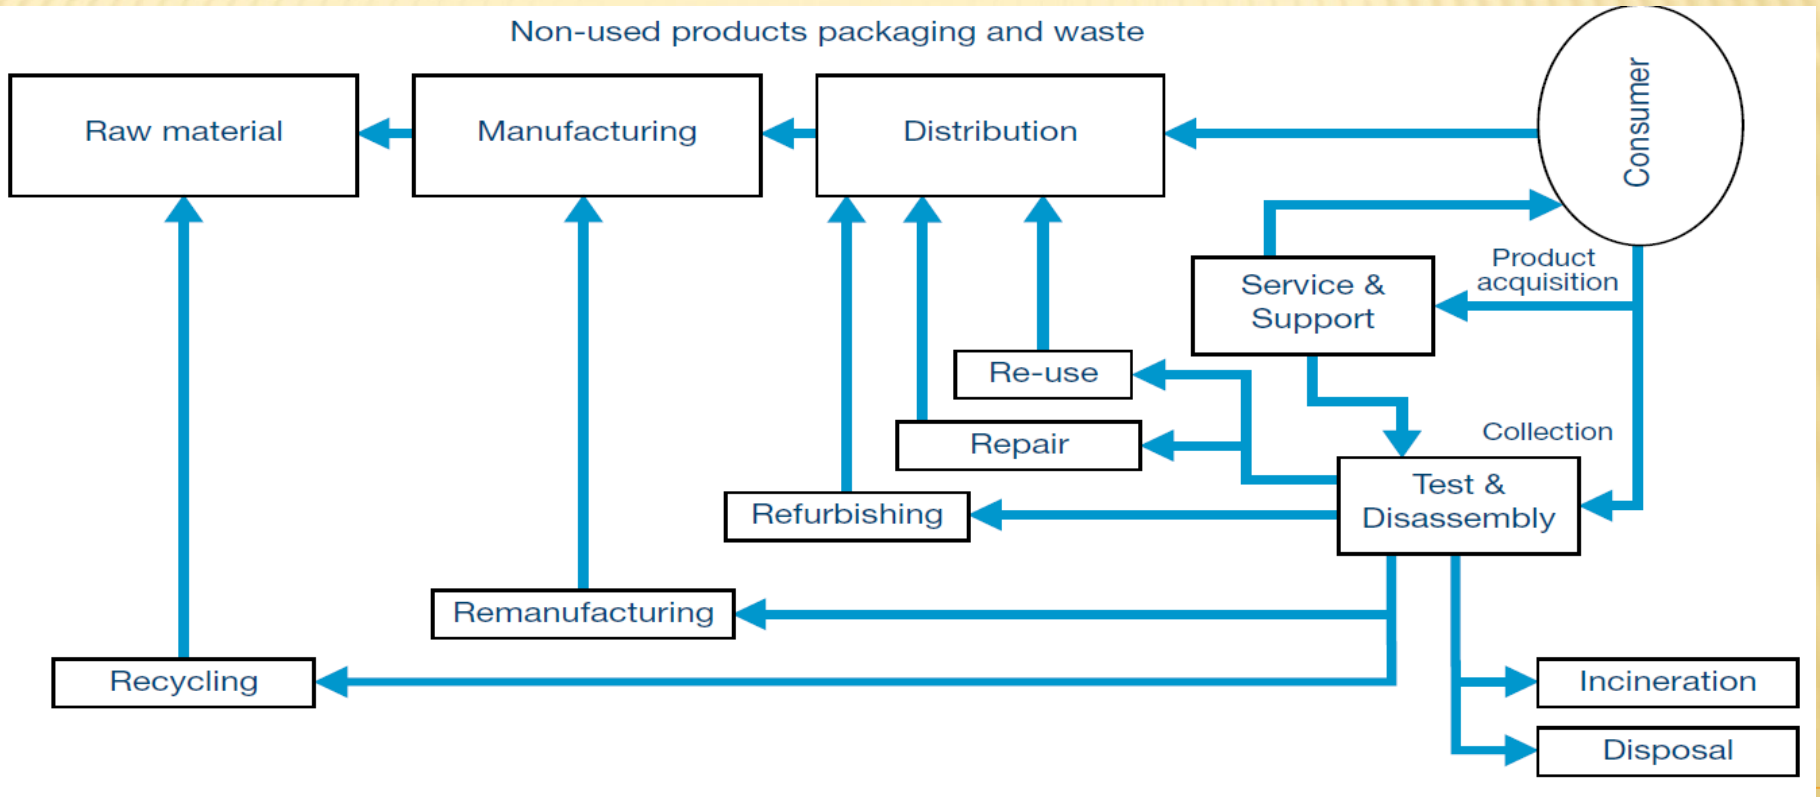 Non-used products packaging and waste
Raw material
Manufacturing
Distribution
Consumer
Product
acquisition
Service &
Support
Re-use
Collection
Repair
Test &
Disassembly
Refurbishing
Remanufacturing
Recycling
Incineration
Disposal